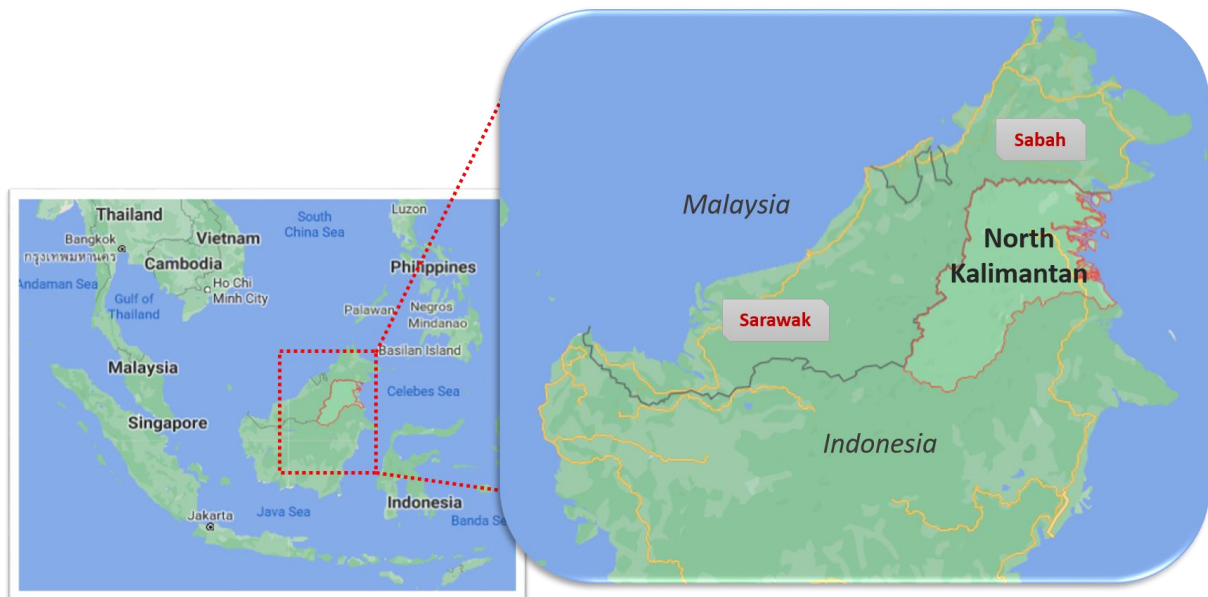 Thailand
Bangkok
กรุงเทพมหานคร
Vietnam
Cambodia
Ho Chi
Minh City
Andaman Sea
Gulf of
Thailand
South
China Sea
Luzon
Philippines
Palawan
Negros
Mindanao
Basilan Island
Malaysia
Celebes Sea
Singapore
Indonesia
Jakarta
Java Sea
Banda Se
Sabah
Malaysia
North
Kalimantan
Sarawak
Indonesia